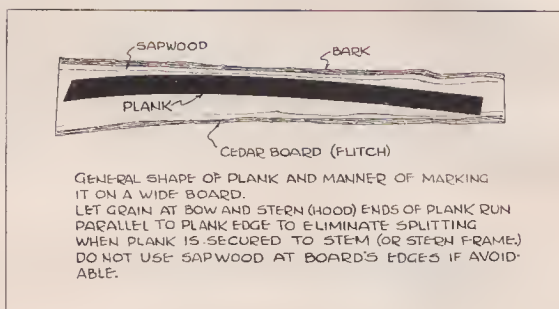 SAPWOOD
BARK
PLANK
CEDAR BOARD (FLITCH)
GENERAL SHAPE OF PLANK AND MANNER OF MARKING
IT ON A WIDE BOARD.
LET GRAIN AT BOW AND STERN (HOOD) ENDS OF PLANK RUN
PARALLEL TO PLANK EDGE TO ELIMINATE SPLITTING
WHEN PLANK IS SECURED TO STEM (OR STERN FRAME.)
DO NOT USE SAPWOOD AT BOARD'S EDGES IF AVOID-
ABLE.